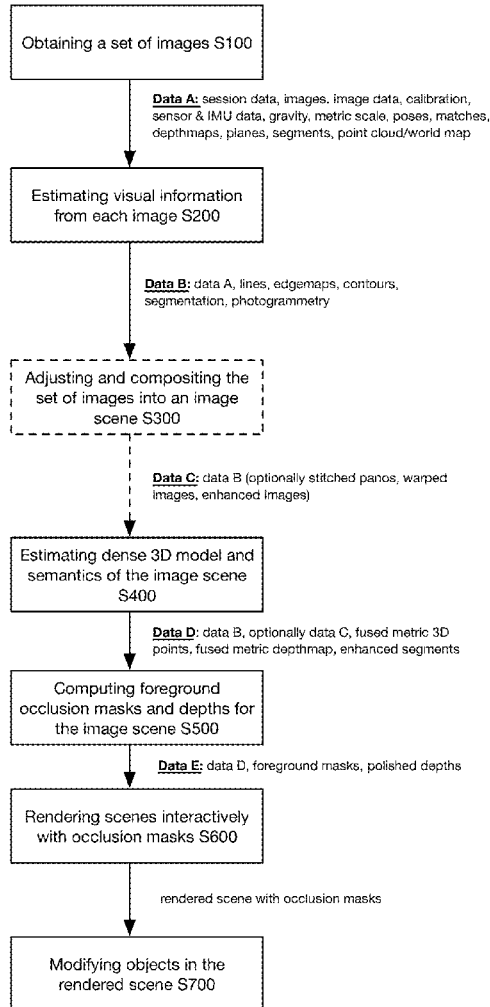 Obtaining a set of images S100
Data A: session data, images. image data, calibration,
sensor & IMU data, gravity, metric scale, poses, matches,
depthmaps, planes, segments, point cloud/world map
Estimating visual information
from each image S200
Data B: data A, lines, edgemaps, contours,
segmentation, photogrammetry
Adjusting and compositing the
set of images into an image
scene S300
Data C: data B (optionally stitched panos, warped
images, enhanced images)
Estimating dense 3D model and
semantics of the image scene
S400
Data D: data B, optionally data C, fused metric 3D
points, fused metric depthmap, enhanced segments
Computing foreground
occlusion masks and depths for
the image scene S500
Data E: data D, foreground masks, polished depths
Rendering scenes interactively
with occlusion masks S600
rendered scene with occlusion masks
Modifying objects in the
rendered scene S700